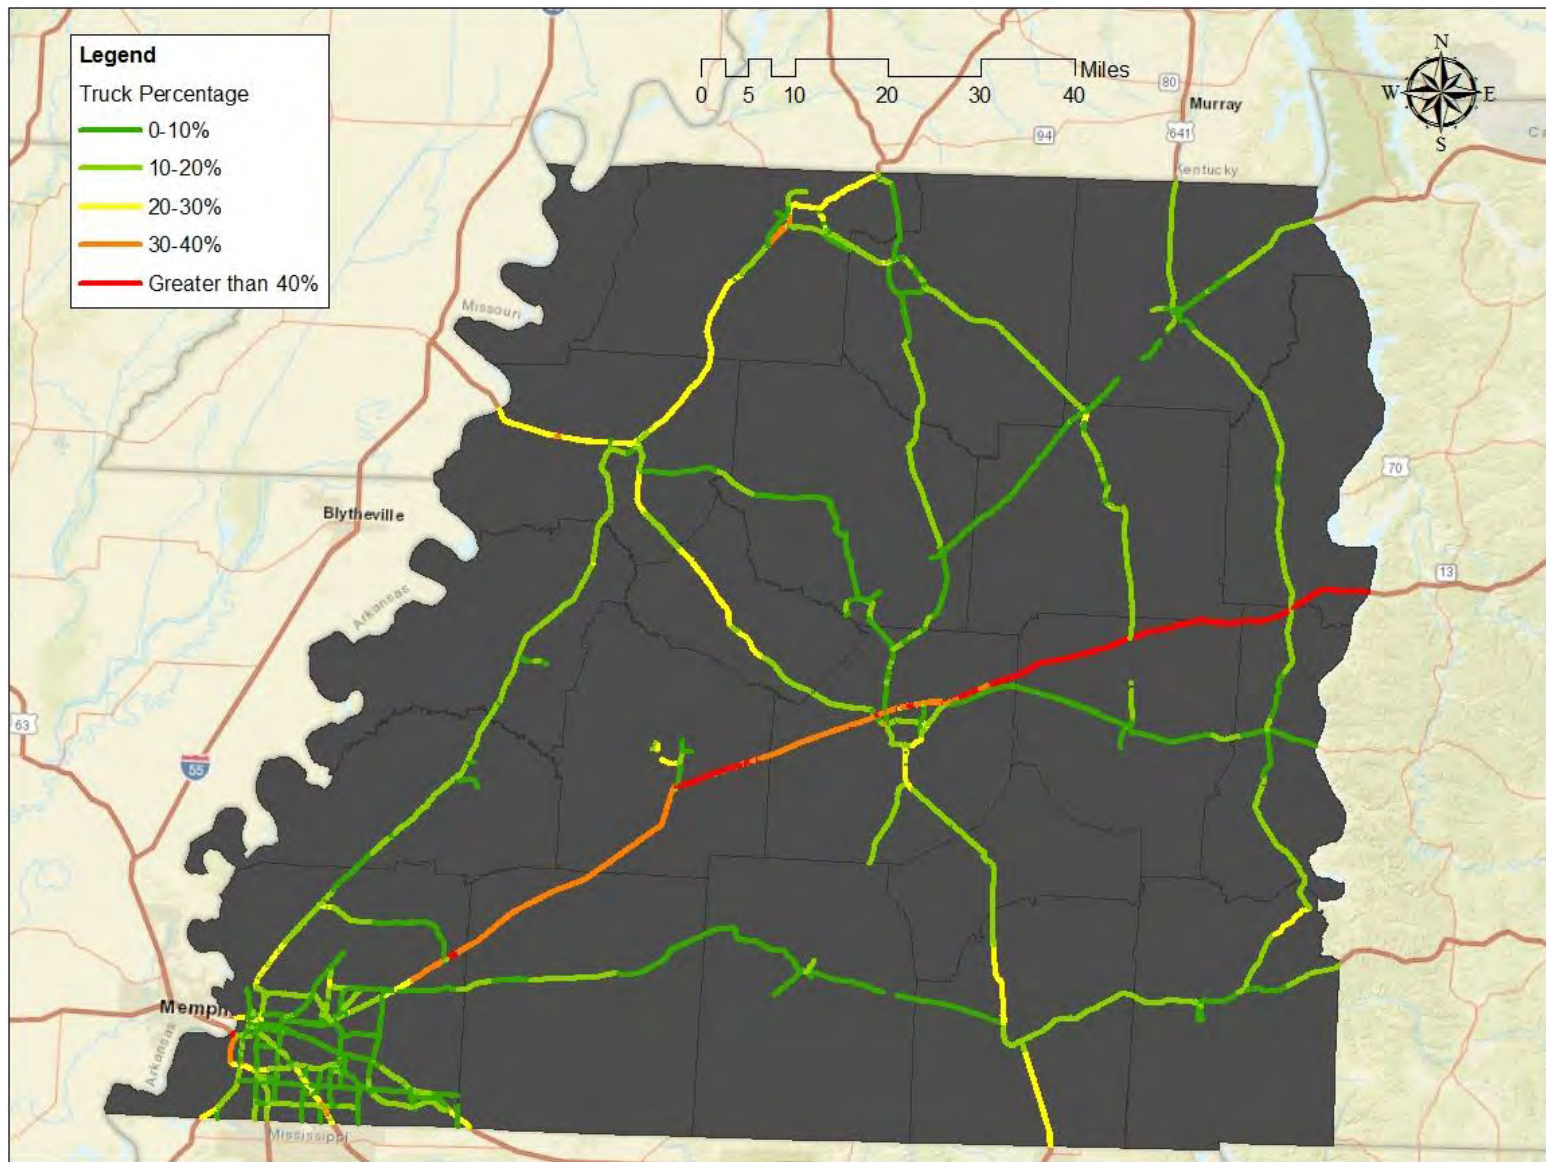 Legend
Truck Percentage
0-10%
10-20%
20-30%
30-40%
Greater than 40%
Miles
0 5 10 20 30 40
80
Murray
94
641
Kentucky
N
W E
S
Missouri
Blytheville
Arkansas
70
13
63
55
Memph
Arkansas
Mississippi